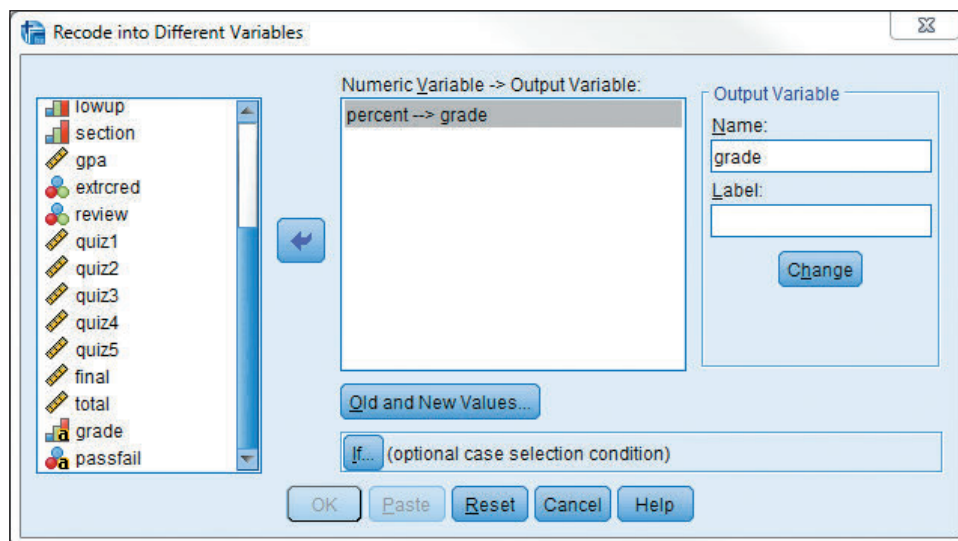 Recode into Different Variables
lowup
section
gpa
extrcred
review
quiz1
quiz2
quiz3
quiz4
quiz5
final
total
a grade
a passfail
Numeric Variable -> Output Variable:
percent --> grade
Old and New Values...
If... (optional case selection condition)
Output Variable
Name:
grade
Label:
Change
OK Paste Reset Cancel Help